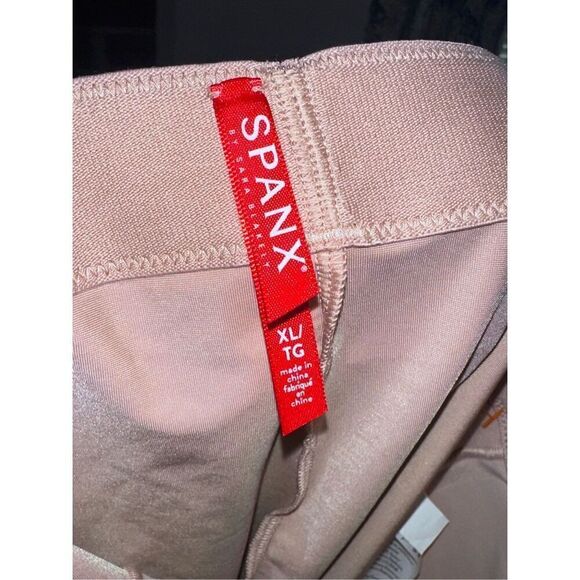 SPANX®
BY SARA BLAKELY
XL/
TG
made in
china
fabriqué
en
chine